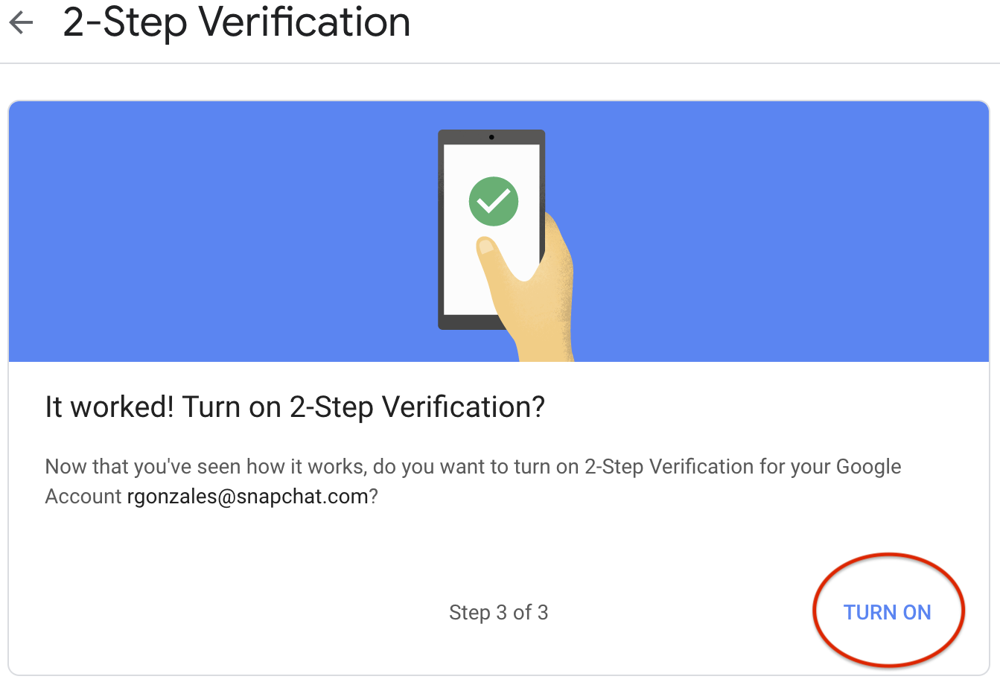 2-Step Verification
It worked! Turn on 2-Step Verification?
Now that you've seen how it works, do you want to turn on 2-Step Verification for your Google
Account rgonzales@snapchat.com?
Step 3 of 3
TURN ON